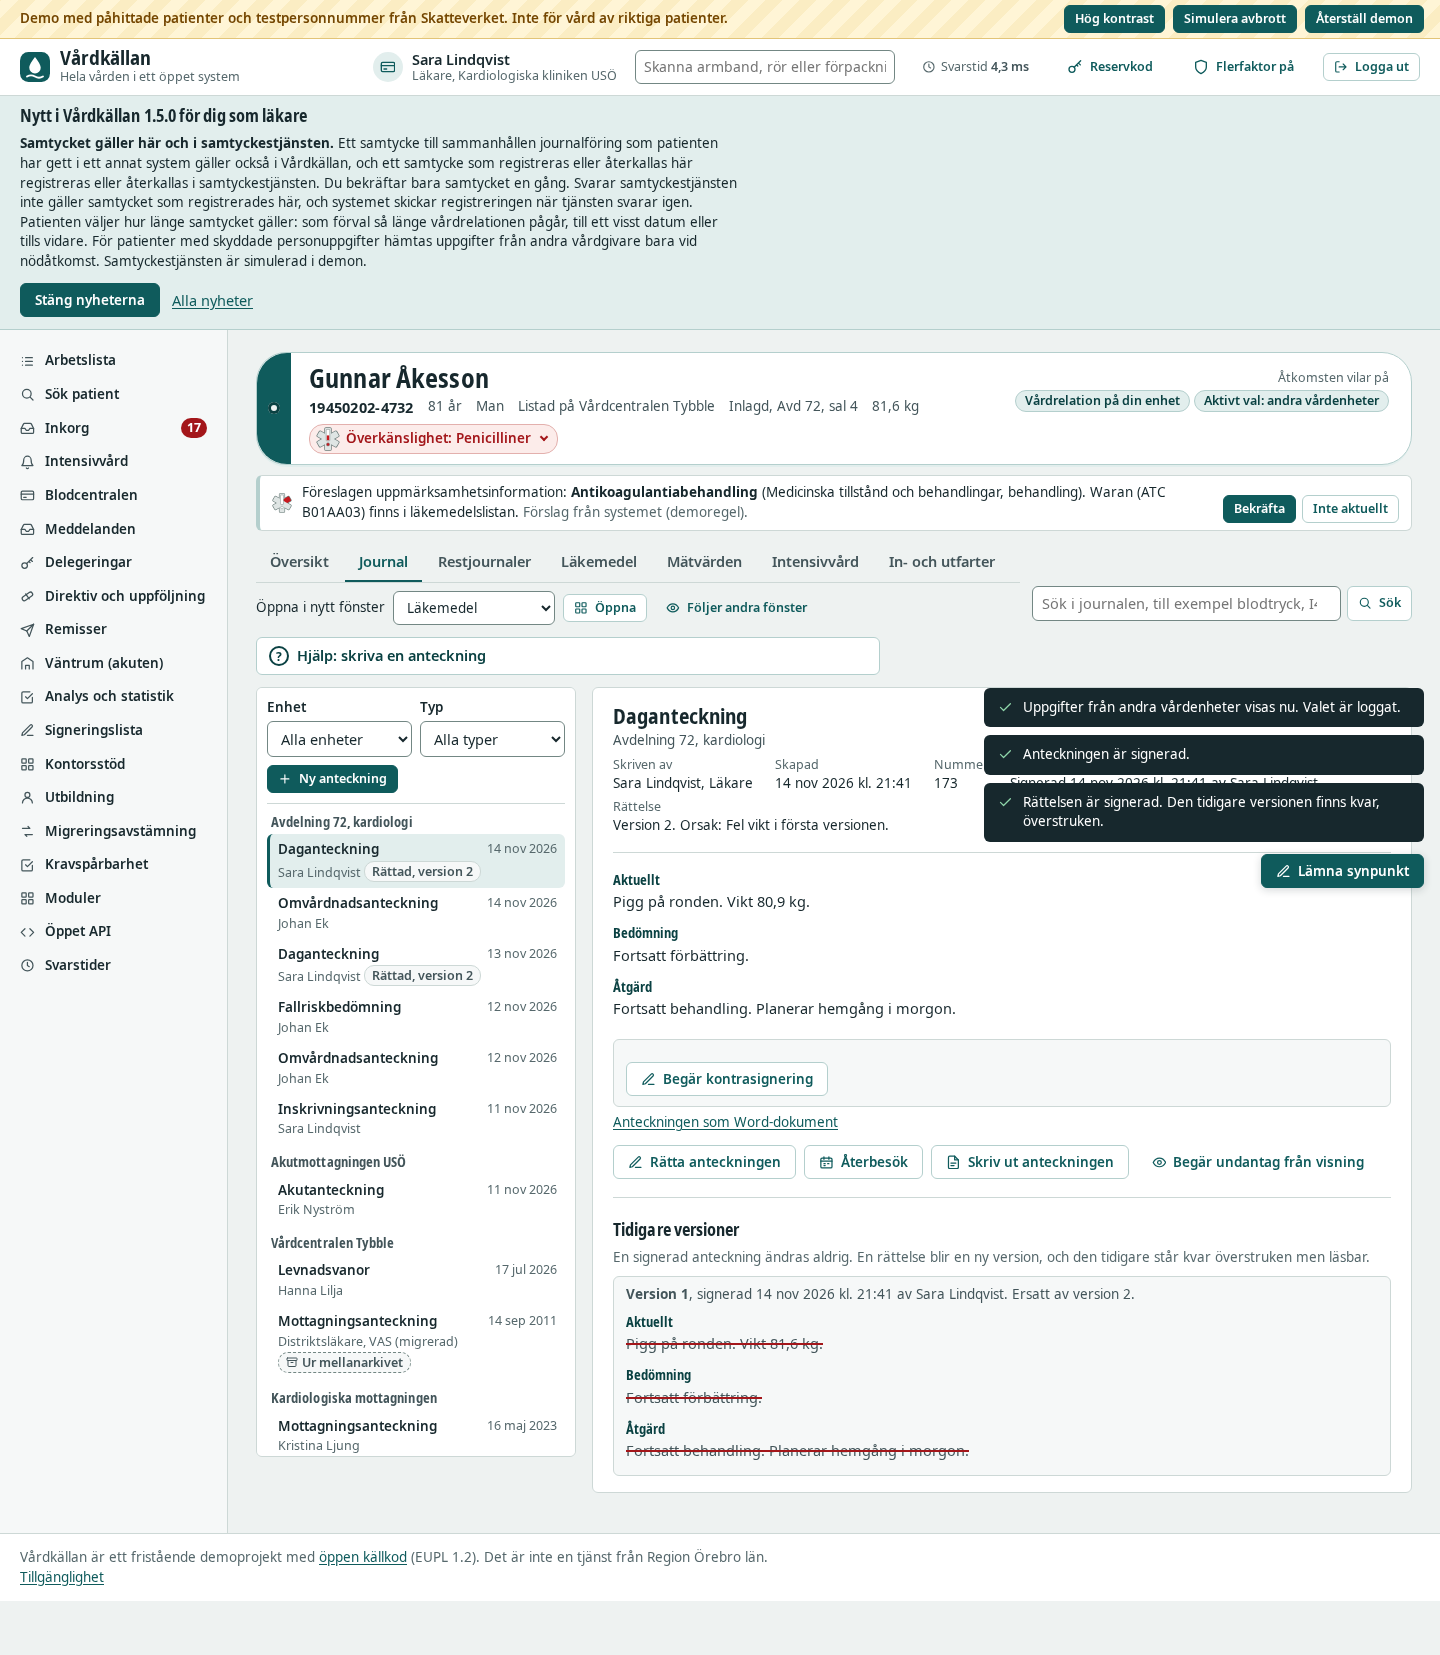 Demo med påhittade patienter och testpersonnummer från Skatteverket. Inte för vård av riktiga patienter.
Hög kontrast
Simulera avbrott
Återställ demon
Vårdkällan
Hela vården i ett öppet system
Sara Lindqvist
Läkare, Kardiologiska kliniken USÖ
Skanna armband, rör eller förpackni
Svarstid 4,3 ms
Reservkod
Flerfaktor på
Logga ut
Nytt i Vårdkällan 1.5.0 för dig som läkare
Samtycket gäller här och i samtyckestjänsten. Ett samtycke till sammanhållen journalföring som patienten
har gett i ett annat system gäller också i Vårdkällan, och ett samtycke som registreras eller återkallas här
registreras eller återkallas i samtyckestjänsten. Du bekräftar bara samtycket en gång. Svarar samtyckestjänsten
inte gäller samtycket som registrerades här, och systemet skickar registreringen när tjänsten svarar igen.
Patienten väljer hur länge samtycket gäller: som förval så länge vårdrelationen pågår, till ett visst datum eller
tills vidare. För patienter med skyddade personuppgifter hämtas uppgifter från andra vårdgivare bara vid
nödåtkomst. Samtyckestjänsten är simulerad i demon.
Stäng nyheterna
Alla nyheter
Arbetslista
Sök patient
Inkorg 17
Intensivvård
Blodcentralen
Meddelanden
Delegeringar
Direktiv och uppföljning
Remisser
Väntrum (akuten)
Analys och statistik
Signeringslista
Kontorsstöd
Utbildning
Migreringsavstämning
Kravspårbarhet
Moduler
Öppet API
Svarstider
Gunnar Åkesson
19450202-4732 81 år Man Listad på Vårdcentralen Tybble Inlagd, Avd 72, sal 4 81,6 kg
Överkänslighet: Penicilliner
Åtkomsten vilar på
Vårdrelation på din enhet
Aktivt val: andra vårdenheter
Föreslagen uppmärksamhetsinformation: Antikoagulantiabehandling (Medicinska tillstånd och behandlingar, behandling). Waran (ATC
B01AA03) finns i läkemedelslistan. Förslag från systemet (demoregel).
Bekräfta
Inte aktuellt
Översikt
Journal
Restjournaler
Läkemedel
Mätvärden
Intensivvård
In- och utfarter
Öppna i nytt fönster
Läkemedel
Öppna
Följer andra fönster
Sök i journalen, till exempel blodtryck, I
Sök
? Hjälp: skriva en anteckning
Enhet
Typ
Alla enheter
Alla typer
Ny anteckning
Avdelning 72, kardiologi
Daganteckning 14 nov 2026
Sara Lindqvist Rättad, version 2
Omvårdnadsanteckning 14 nov 2026
Johan Ek
Daganteckning 13 nov 2026
Sara Lindqvist Rättad, version 2
Fallriskbedömning 12 nov 2026
Johan Ek
Omvårdnadsanteckning 12 nov 2026
Johan Ek
Inskrivningsanteckning 11 nov 2026
Sara Lindqvist
Akutmottagningen USÖ
Akutanteckning 11 nov 2026
Erik Nyström
Vårdcentralen Tybble
Levnadsvanor 17 jul 2026
Hanna Lilja
Mottagningsanteckning 14 sep 2011
Distriktsläkare, VAS (migrerad)
Ur mellanarkivet
Kardiologiska mottagningen
Mottagningsanteckning 16 maj 2023
Kristina Ljung
Daganteckning
Avdelning 72, kardiologi
Skriven av
Sara Lindqvist, Läkare
Skapad
14 nov 2026 kl. 21:41
Numme
173
Signerad 14 nov 2026 kl. 21:41 av Sara Lindqvist
Rättelse
Version 2. Orsak: Fel vikt i första versionen.
Uppgifter från andra vårdenheter visas nu. Valet är loggat.
Anteckningen är signerad.
Rättelsen är signerad. Den tidigare versionen finns kvar,
överstruken.
Lämna synpunkt
Aktuellt
Pigg på ronden. Vikt 80,9 kg.
Bedömning
Fortsatt förbättring.
Åtgärd
Fortsatt behandling. Planerar hemgång i morgon.
Begär kontrasignering
Anteckningen som Word-dokument
Rätta anteckningen
Återbesök
Skriv ut anteckningen
Begär undantag från visning
Tidigare versioner
En signerad anteckning ändras aldrig. En rättelse blir en ny version, och den tidigare står kvar överstruken men läsbar.
Version 1, signerad 14 nov 2026 kl. 21:41 av Sara Lindqvist. Ersatt av version 2.
Aktuellt
Pigg på ronden. Vikt 81,6 kg.
Bedömning
Fortsatt förbättring.
Åtgärd
Fortsatt behandling. Planerar hemgång i morgon.
Vårdkällan är ett fristående demoprojekt med öppen källkod (EUPL 1.2). Det är inte en tjänst från Region Örebro län.
Tillgänglighet